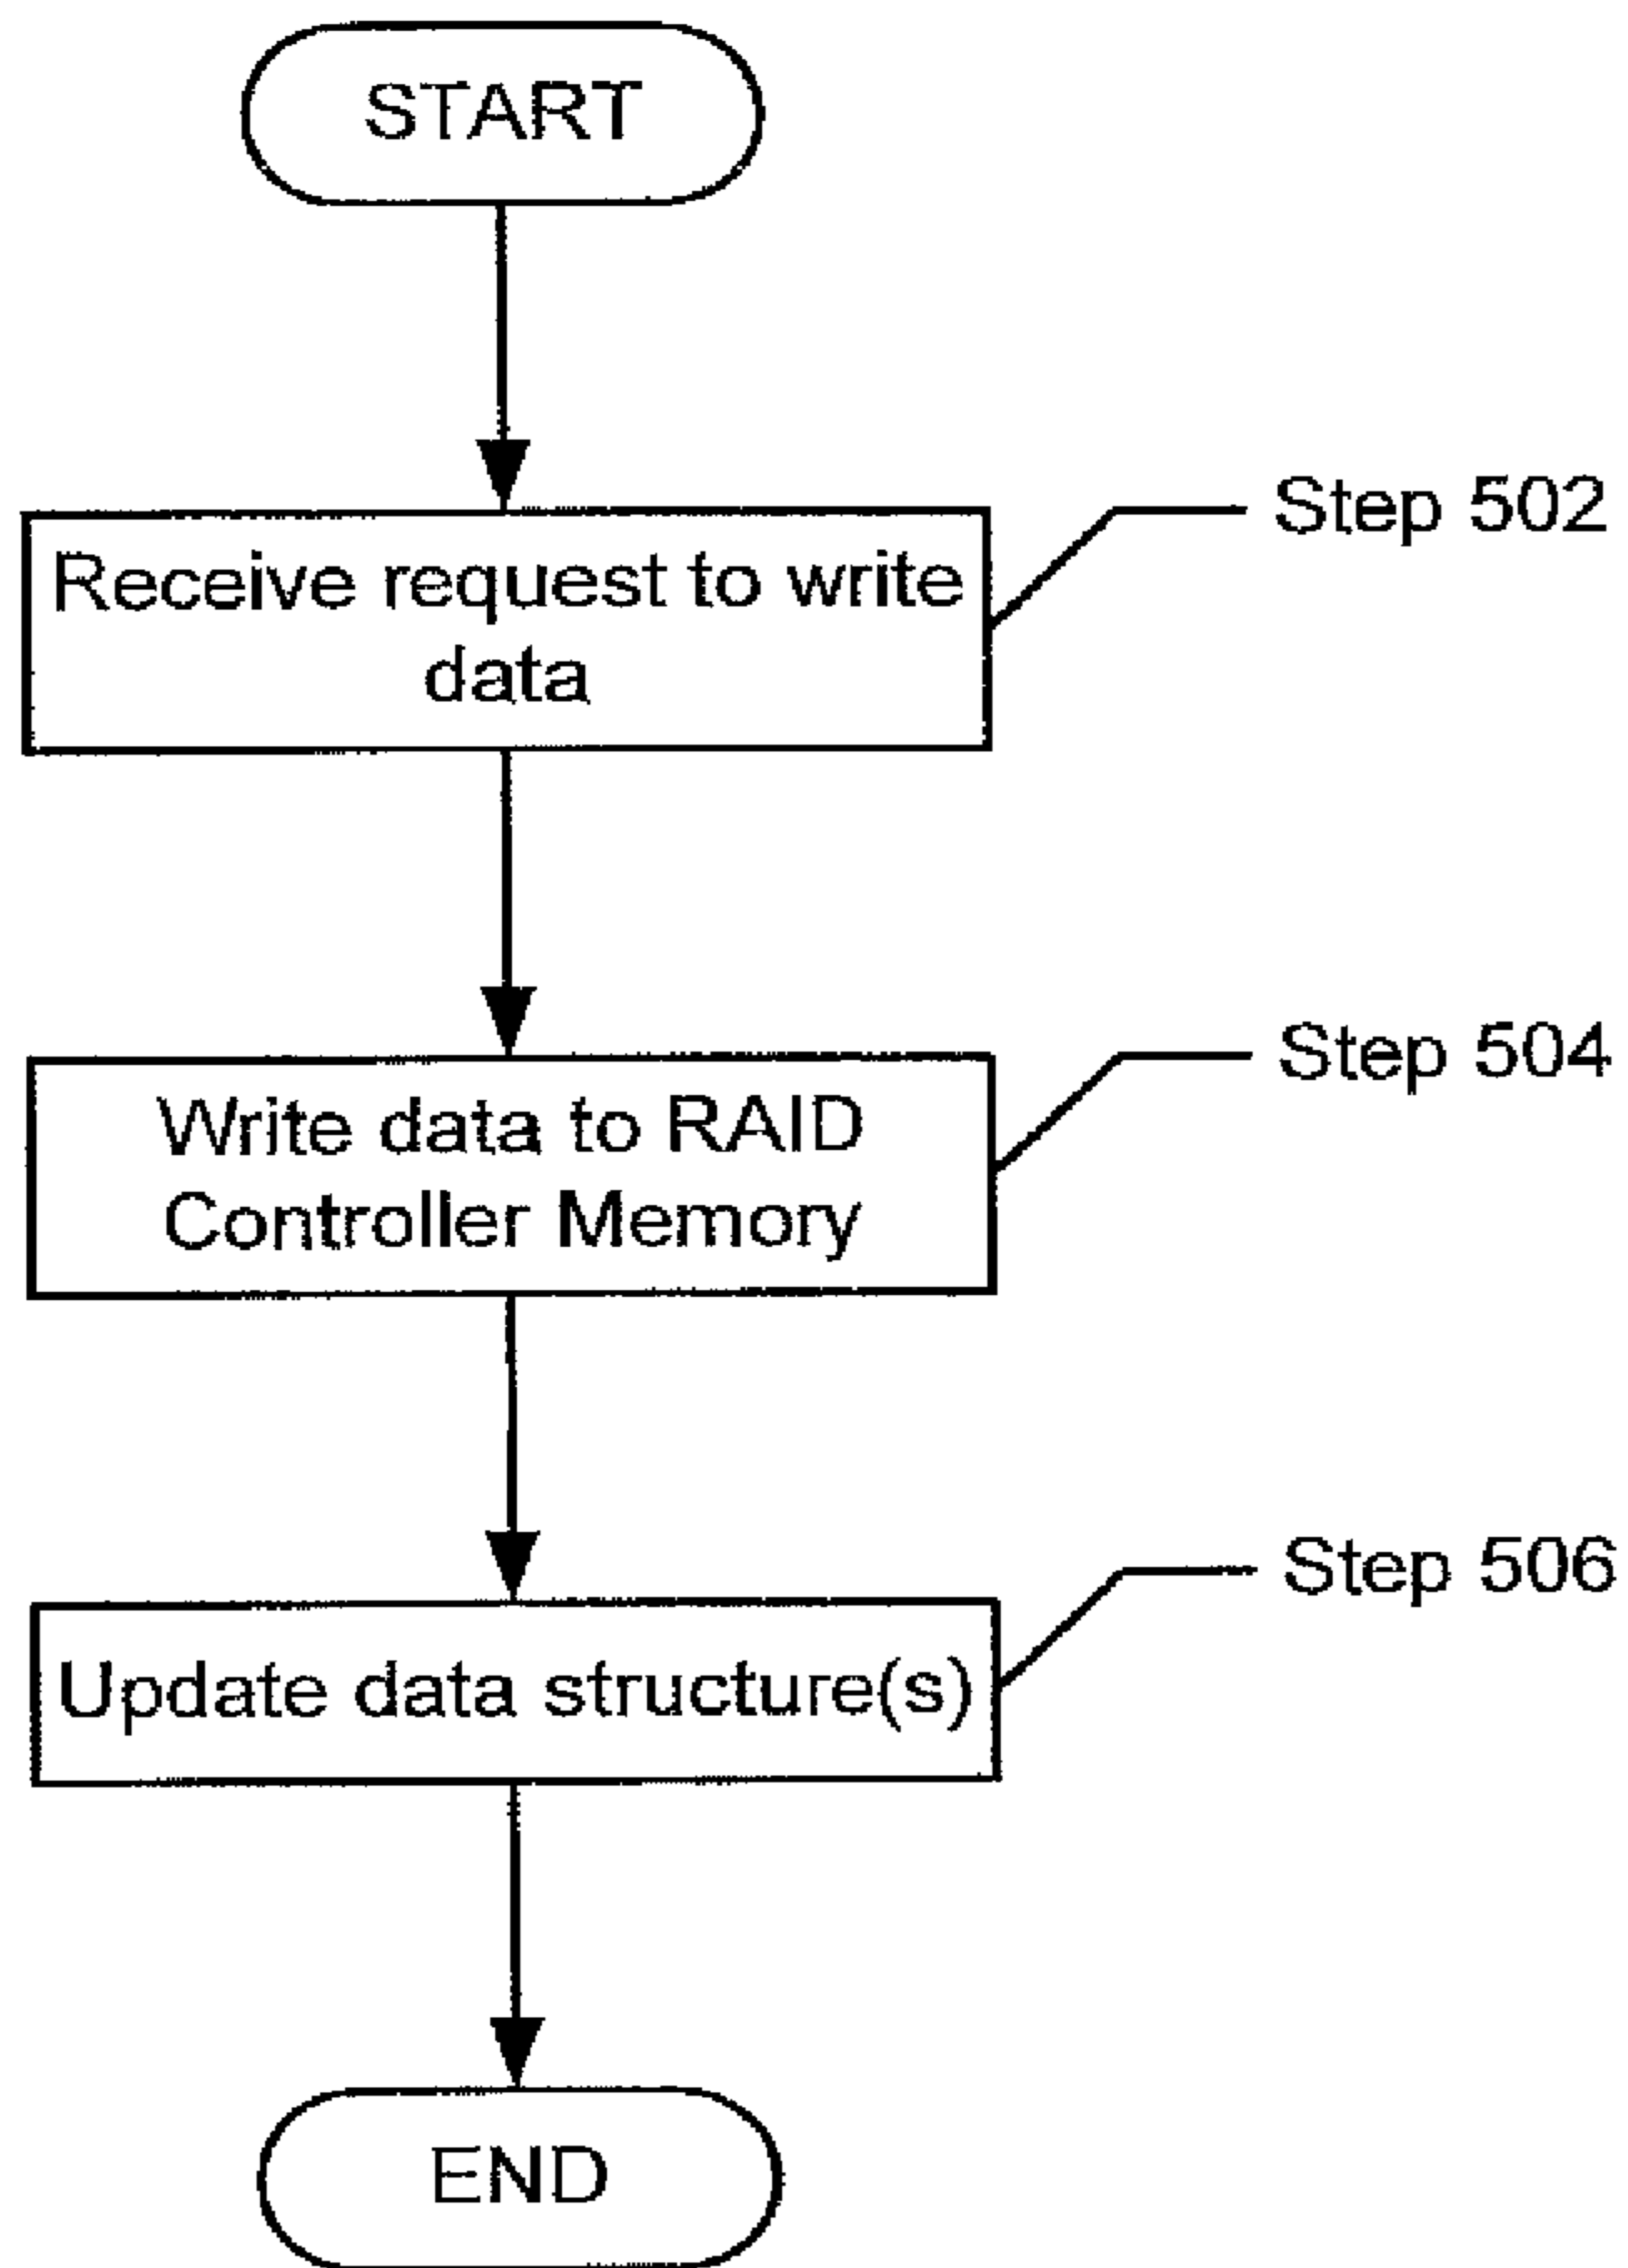 START
Step 502
Receive request to write
data
Step 504
Write data to RAID
Controller Memory
Step 506
Update data structure(s)
END